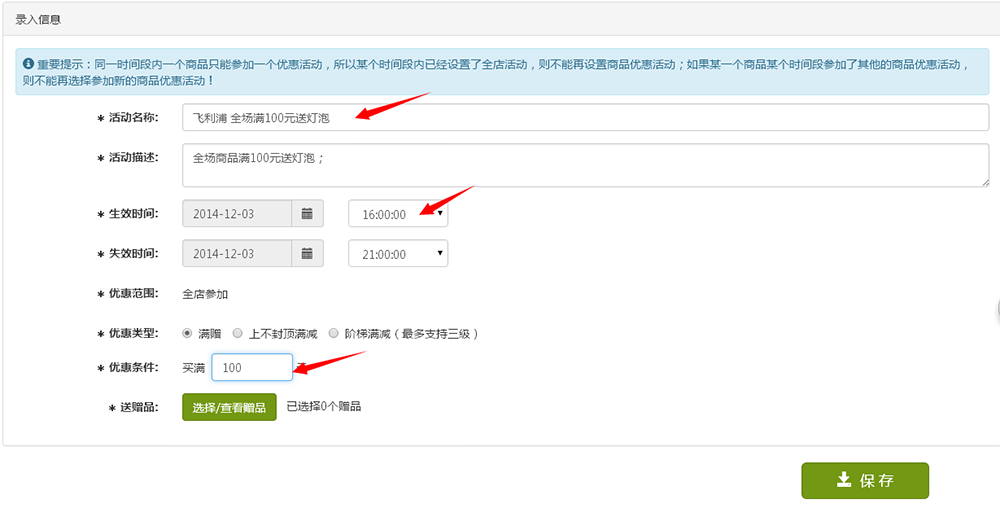 录入信息
重要提示：同一时间段内一个商品只能参加一个优惠活动，所以某个时间段内已经设置了全店活动，则不能再设置商品优惠活动；如果某一个商品某个时间段参加了其他的商品优惠活动，
则不能再选择参加新的商品优惠活动！
* 活动名称： 飞利浦 全场满100元送灯泡
* 活动描述： 全场商品满100元送灯泡；
* 生效时间： 2014-12-03 16:00:00
* 失效时间： 2014-12-03 21:00:00
* 优惠范围： 全店参加
* 优惠类型： 满赠 上不封顶满减 阶梯满减（最多支持三级）
* 优惠条件： 买满 100
* 送赠品： 选择/查看赠品 已选择0个赠品
保存